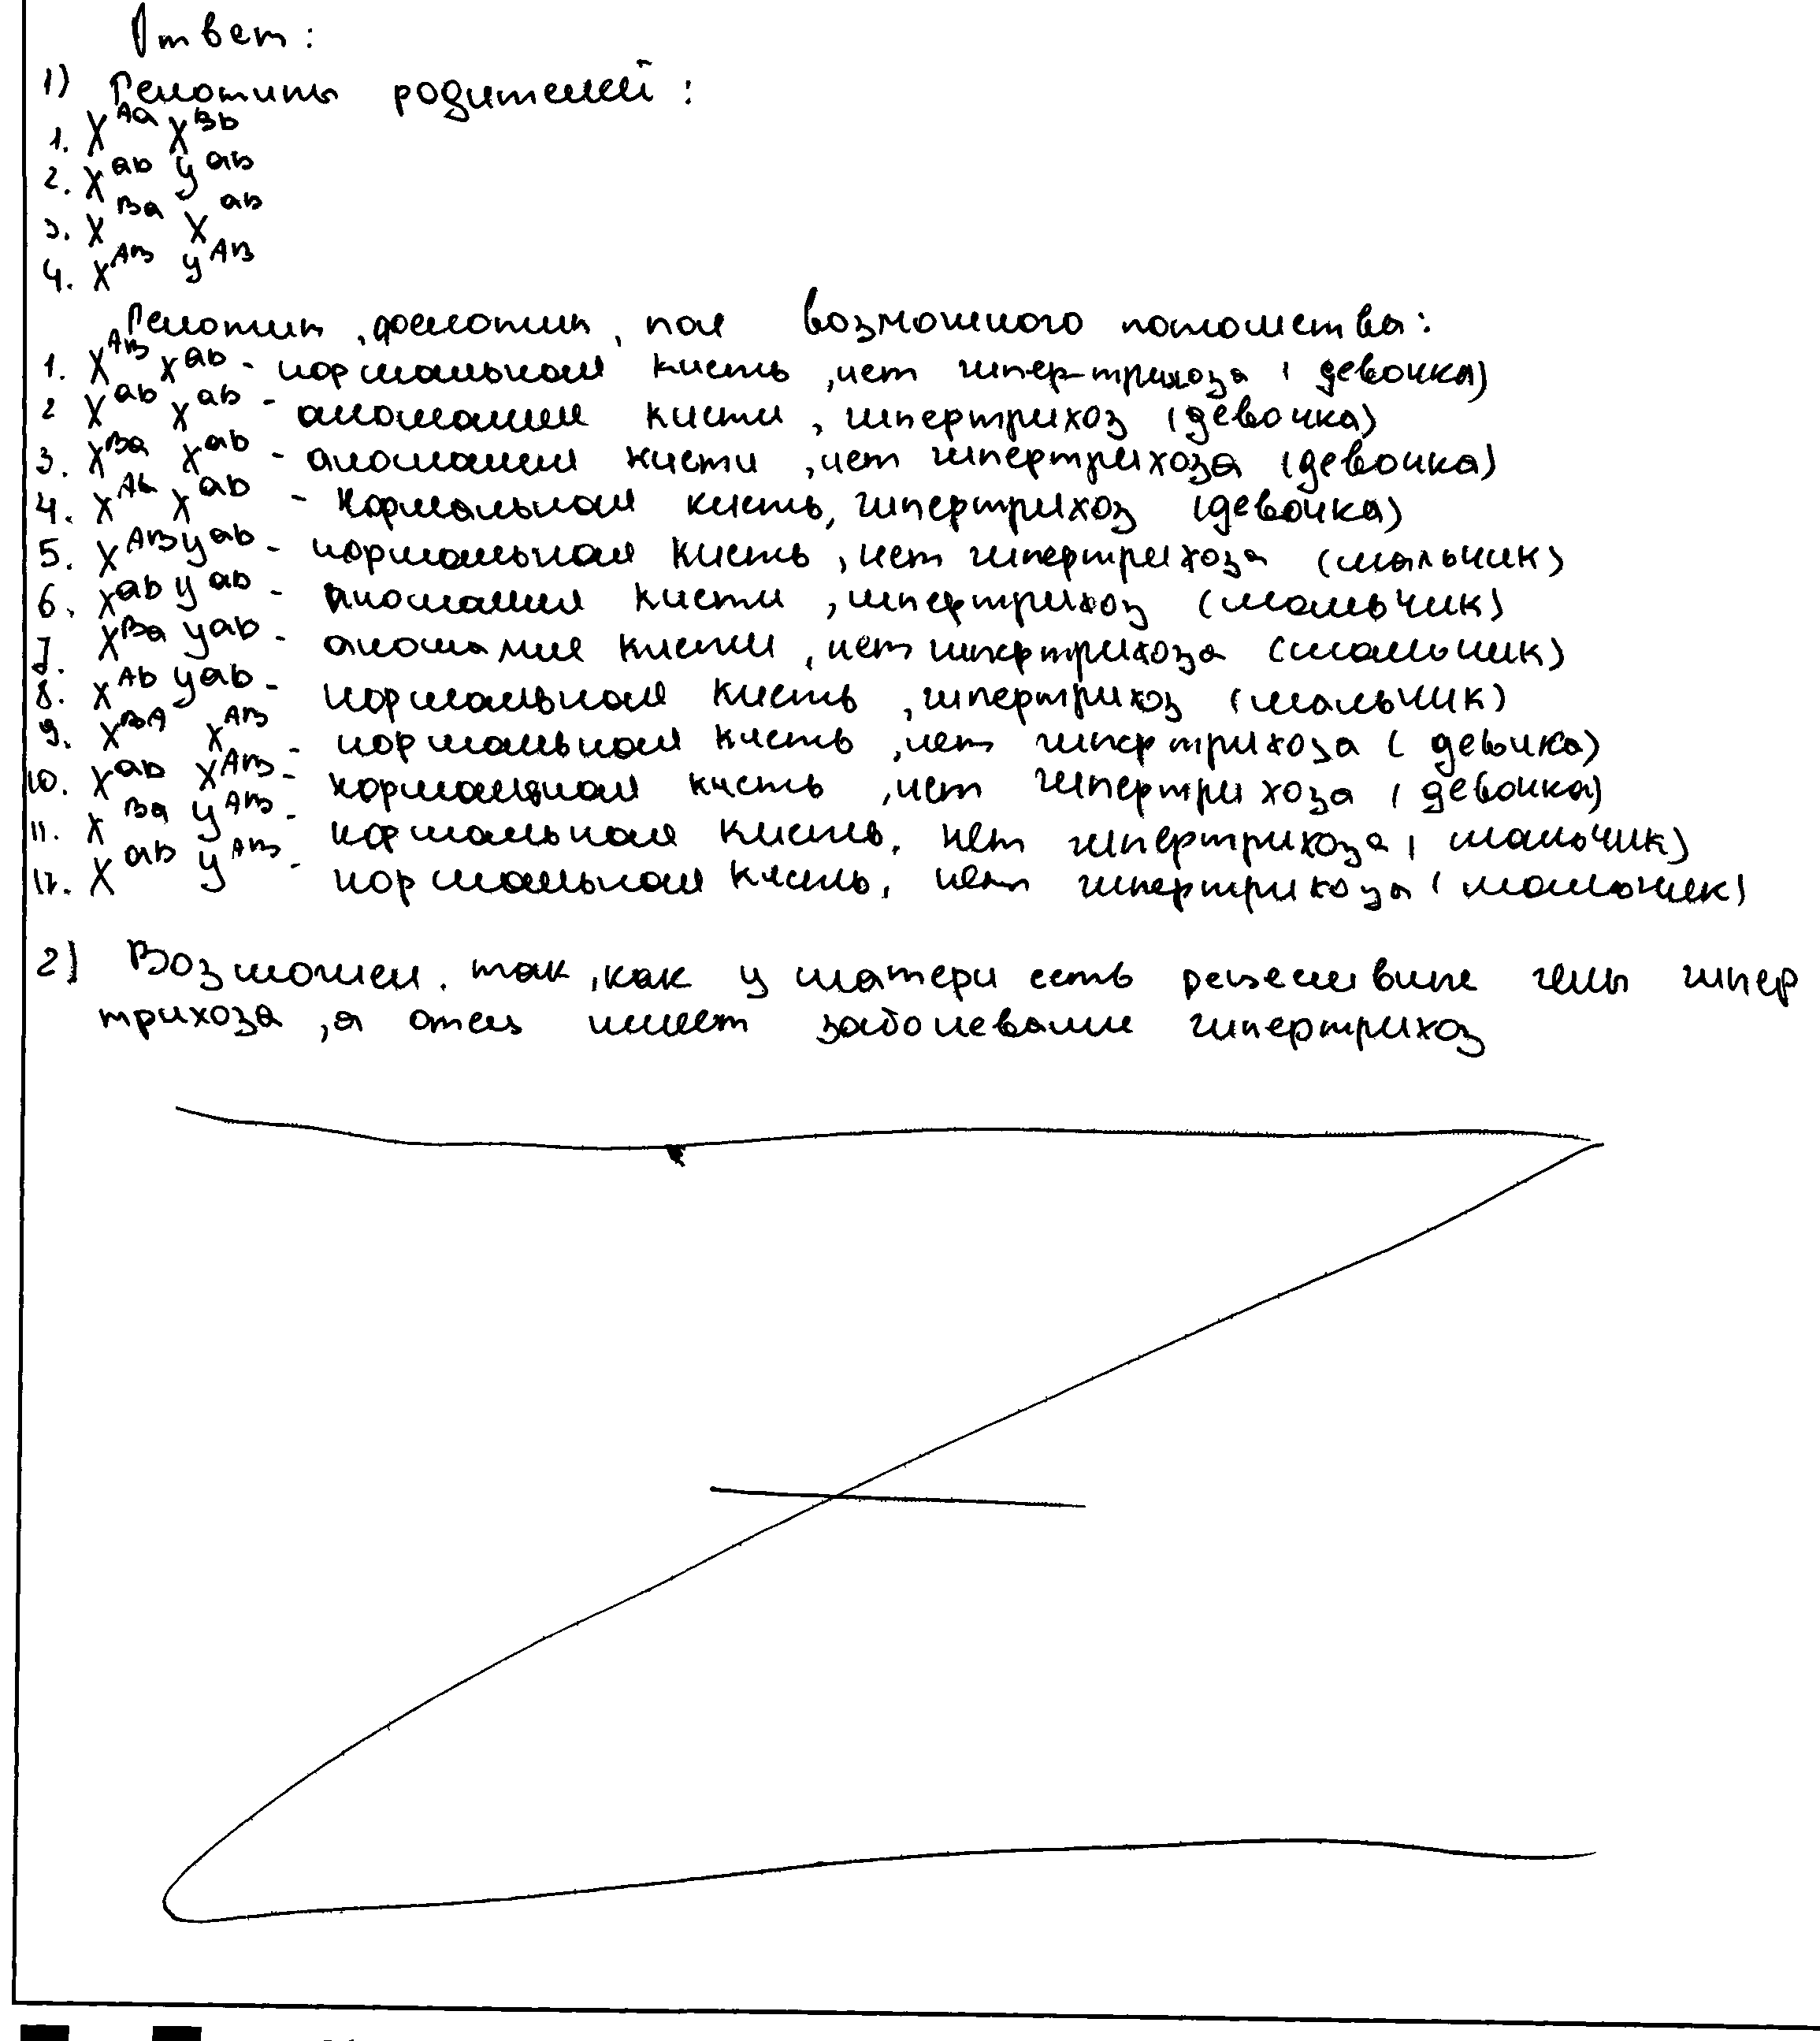 Ответ:
1) Генотипы родителей:
1. X^Aa X^Bb
2. X^ab y^ab
3. X^Ba X^ab
4. X^AB y^AB
Генотип, фенотип, пол возможного потомства:
1. X^AB X^ab - нормальная кисть, нет гипер-трихоза (девочка)
2 X^ab X^ab - аномалия кисти, гипертрихоз (девочка)
3. X^Ba X^ab - аномалия кисти, нет гипертрихоза (девочка)
4. X^Ab X^ab - нормальная кисть, гипертрихоз (девочка)
5. X^AB y^ab - нормальная кисть, нет гипертрихоза (мальчик)
6. X^ab y^ab - аномалия кисти, гипертрихоз (мальчик)
7. X^Ba y^ab - аномалия кисти, нет гипертрихоза (мальчик)
8. X^Ab y^ab - нормальная кисть, гипертрихоз (мальчик)
9. X^BA X^AB - нормальная кисть, нет гипертрихоза (девочка)
10. X^ab X^AB - нормальная кисть, нет гипертрихоза (девочка)
11. X^Ba y^AB - нормальная кисть, нет гипертрихоза (мальчик)
12. X^ab y^AB - нормальная кисть, нет гипертрихоза (мальчик)
2) Возможен. так, как у матери есть рецессивные гены гипер
трихоза, а отец имеет заболевание гипертрихоз